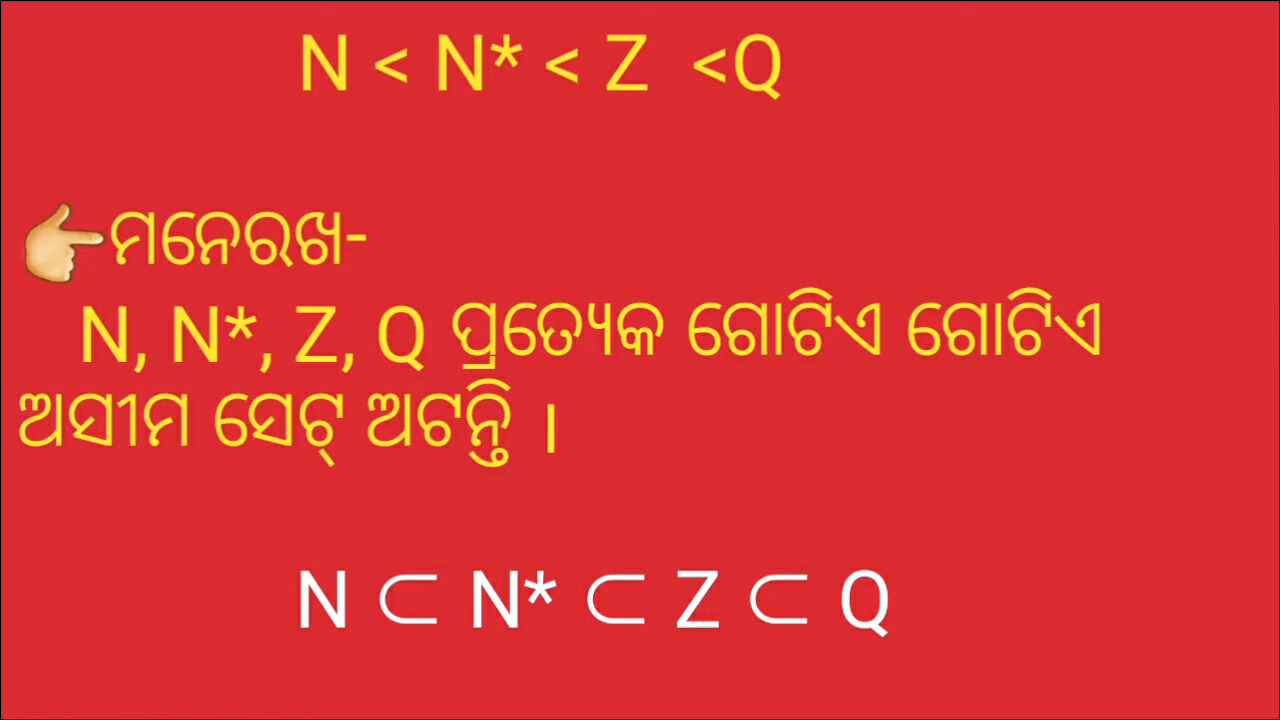 N < N* < Z <Q
👉ମନେରଖ-
N, N*, Z, Q ପ୍ରତ୍ୟେକ ଗୋଟିଏ ଗୋଟିଏ
ଅସୀମ ସେଟ୍ ଅଟନ୍ତି ।
N ⊂ N* ⊂ Z ⊂ Q